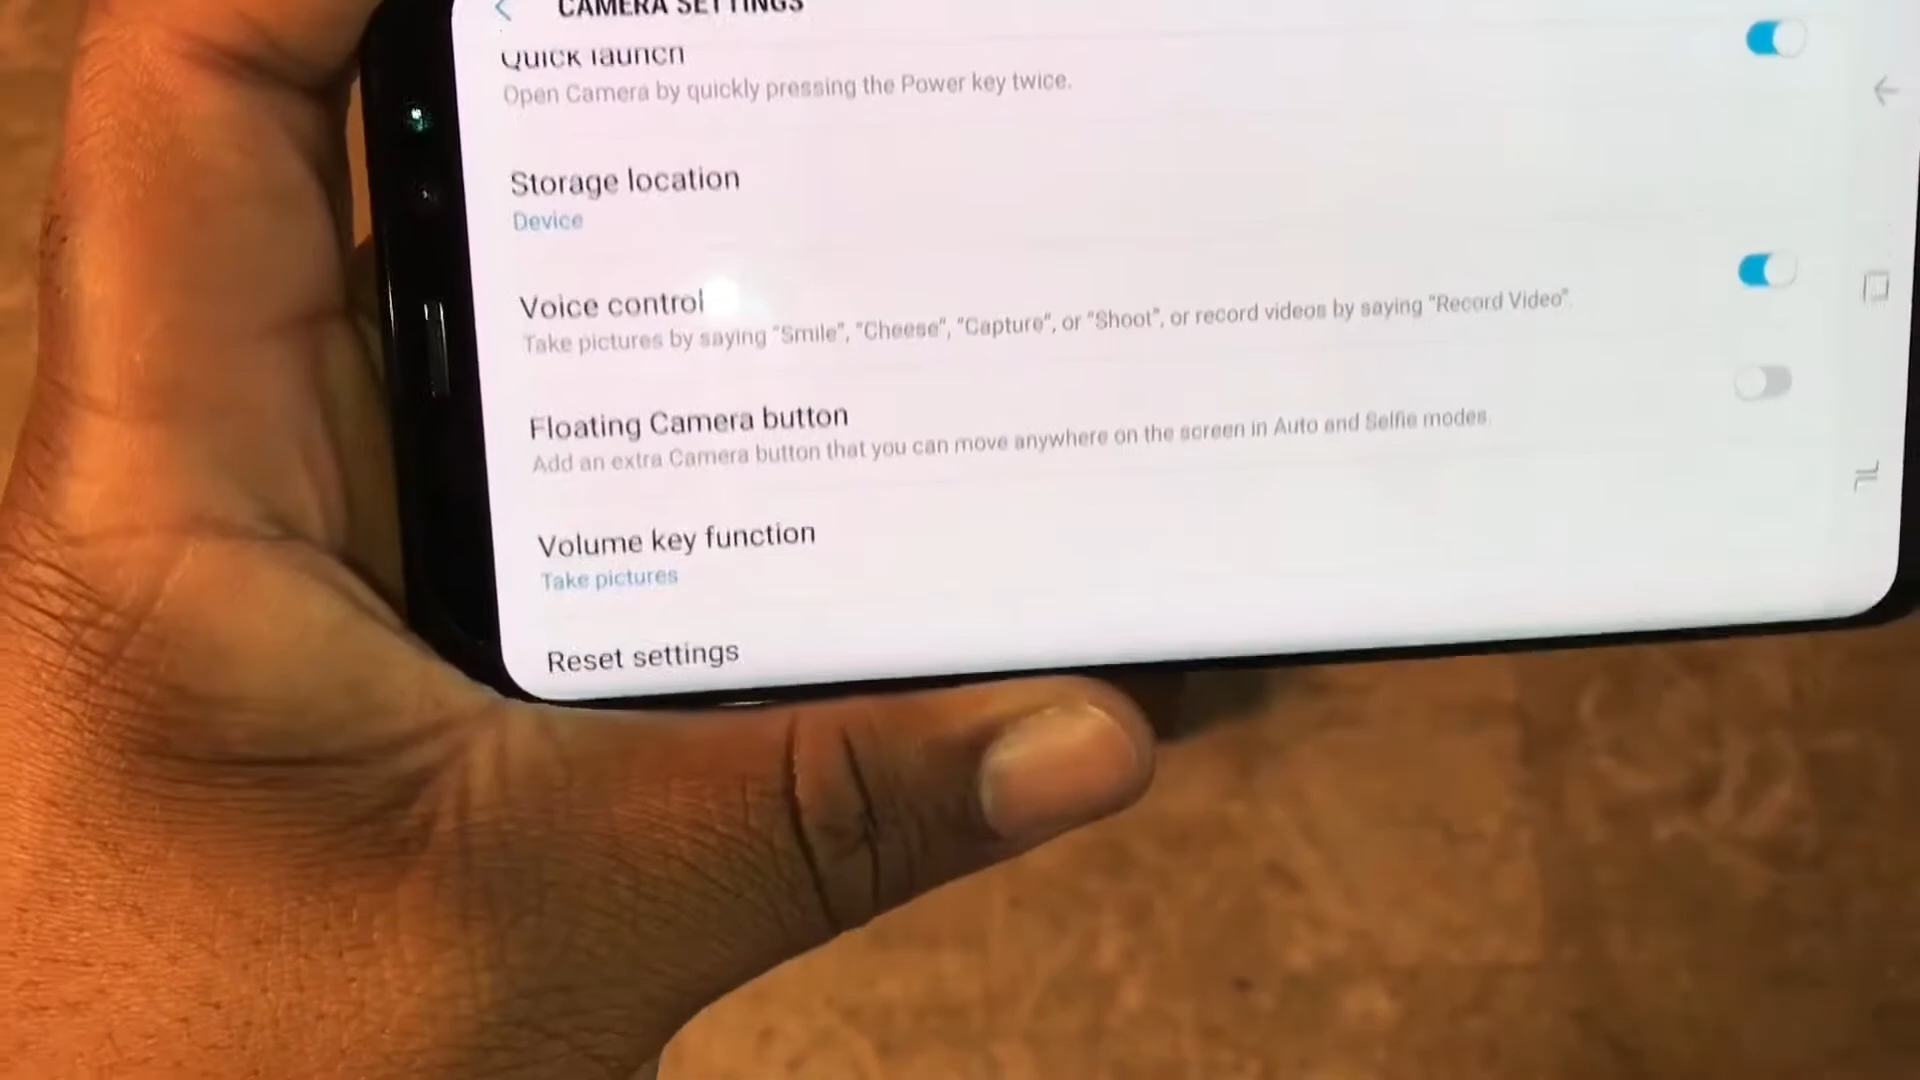 CAMERA SETTINGS
Quick launch
Open Camera by quickly pressing the Power key twice.
Storage location
Device
Voice control
Take pictures by saying "Smile", "Cheese", "Capture", or "Shoot", or record videos by saying "Record Video".
Floating Camera button
Add an extra Camera button that you can move anywhere on the screen in Auto and Selfie modes.
Volume key function
Take pictures
Reset settings